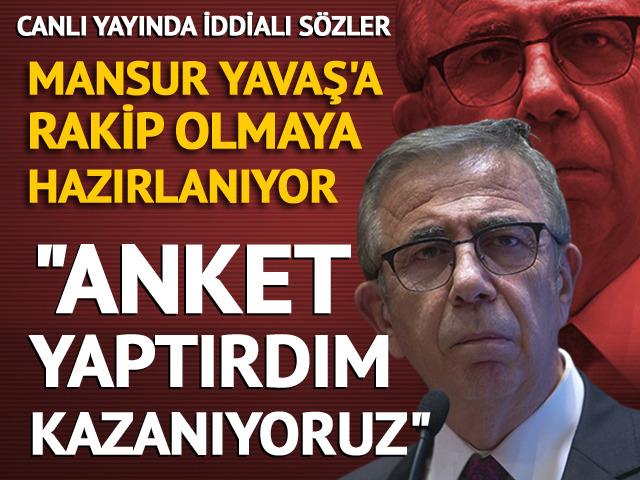 CANLI YAYINDA İDDİALI SÖZLER
MANSUR YAVAŞ'A
RAKİP OLMAYA
HAZIRLANIYOR
"ANKET
YAPTIRDIM
KAZANIYORUZ"